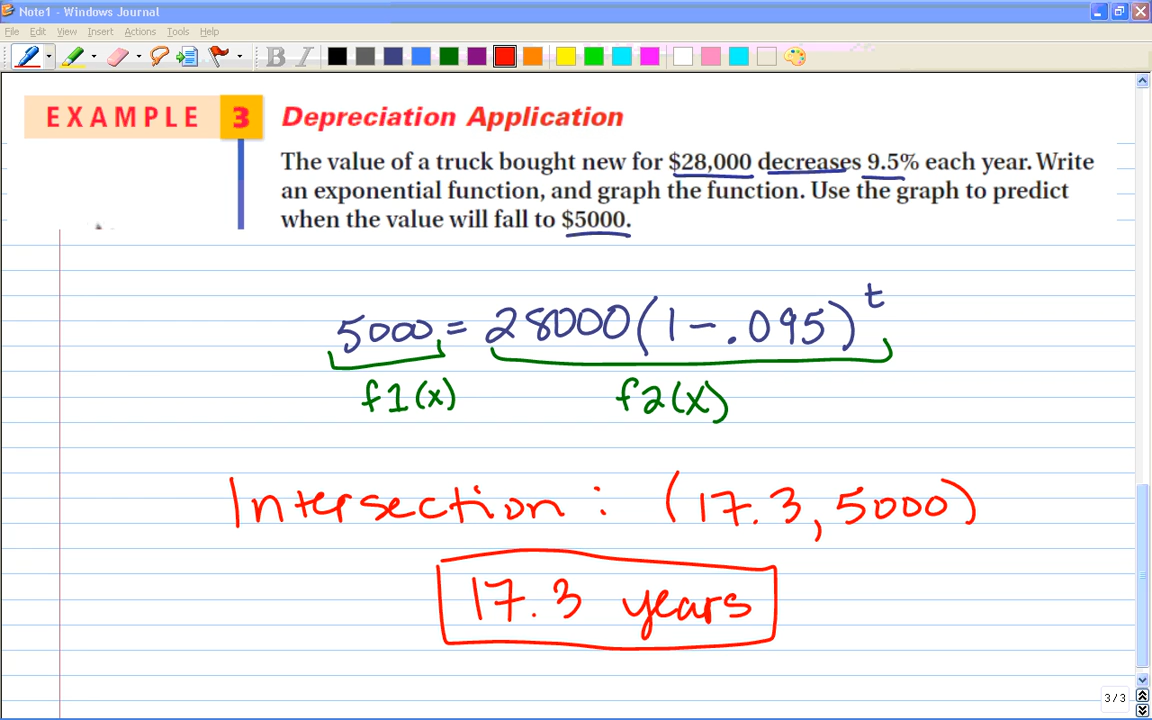 Note1 - Windows Journal
File Edit View Insert Actions Tools Help
B I
EXAMPLE 3 Depreciation Application
The value of a truck bought new for $28,000 decreases 9.5% each year. Write
an exponential function, and graph the function. Use the graph to predict
when the value will fall to $5000.
5000 = 28000(1 - .095)^t
f1(x) f2(x)
Intersection : (17.3, 5000)
17.3 years
3/3